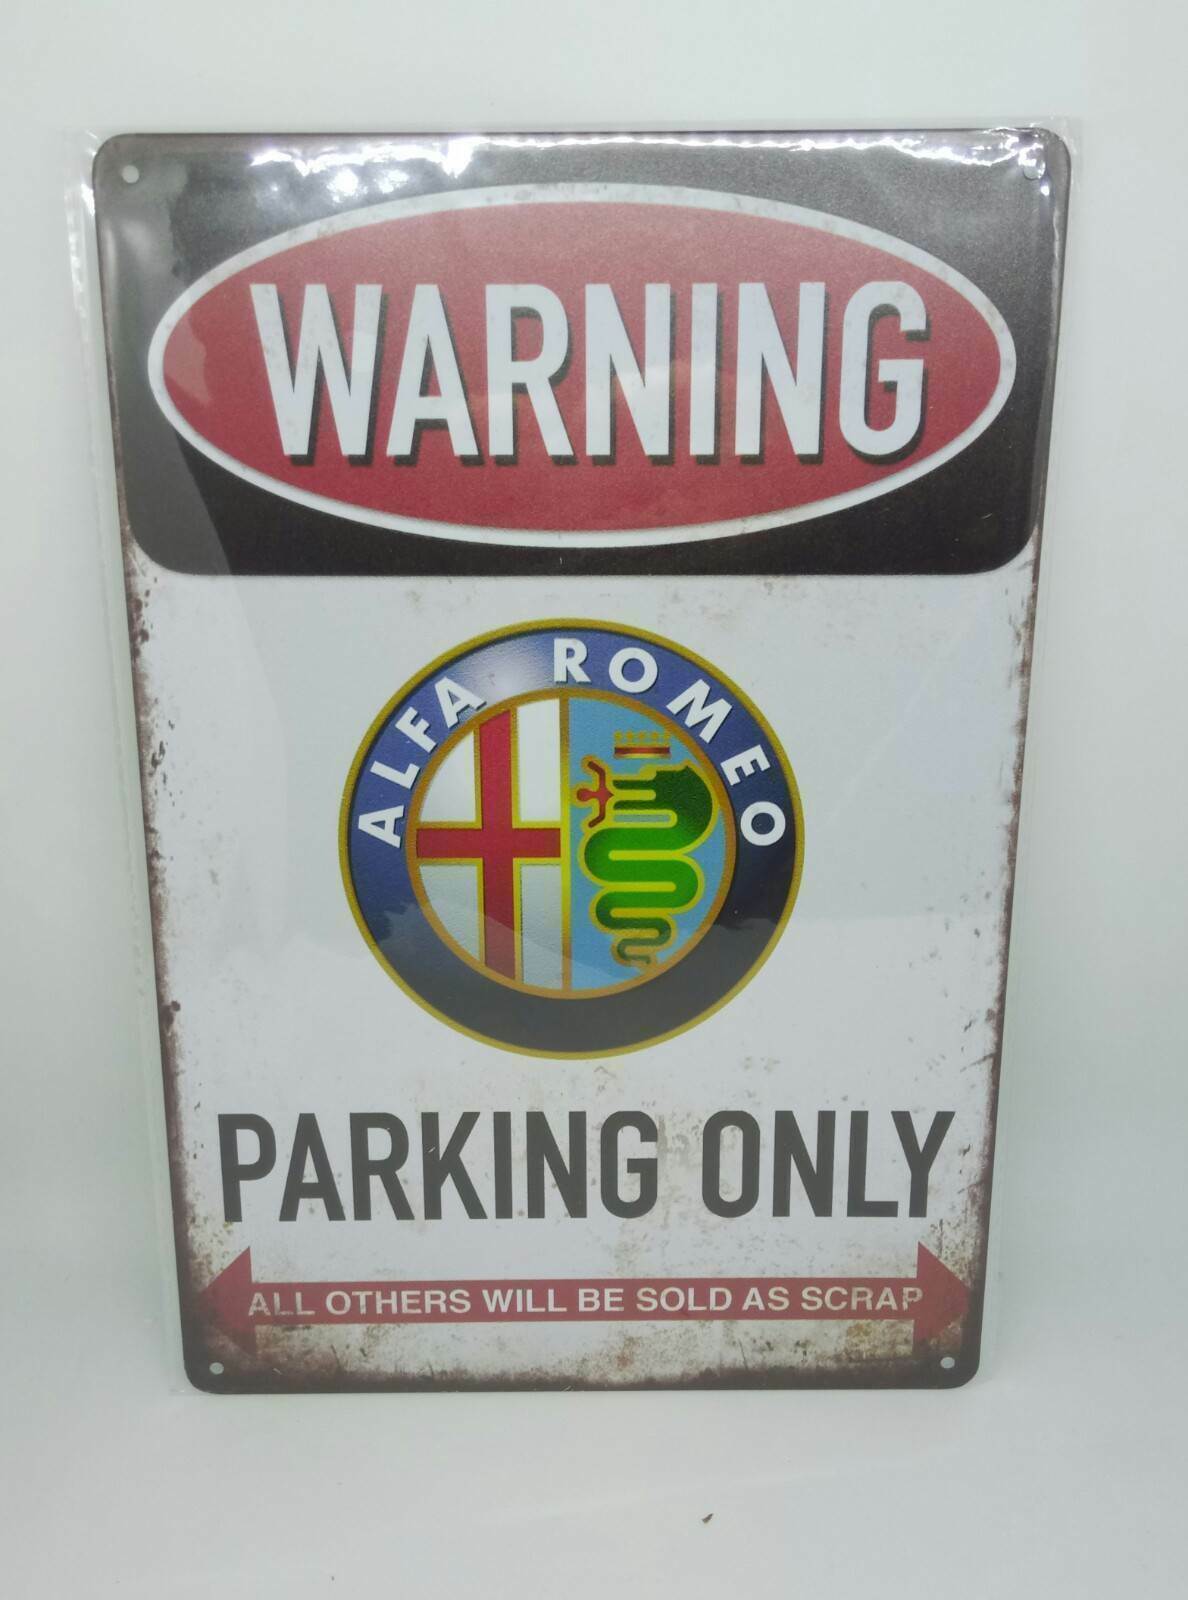 WARNING
ALFA ROMEO
PARKING ONLY
ALL OTHERS WILL BE SOLD AS SCRAP